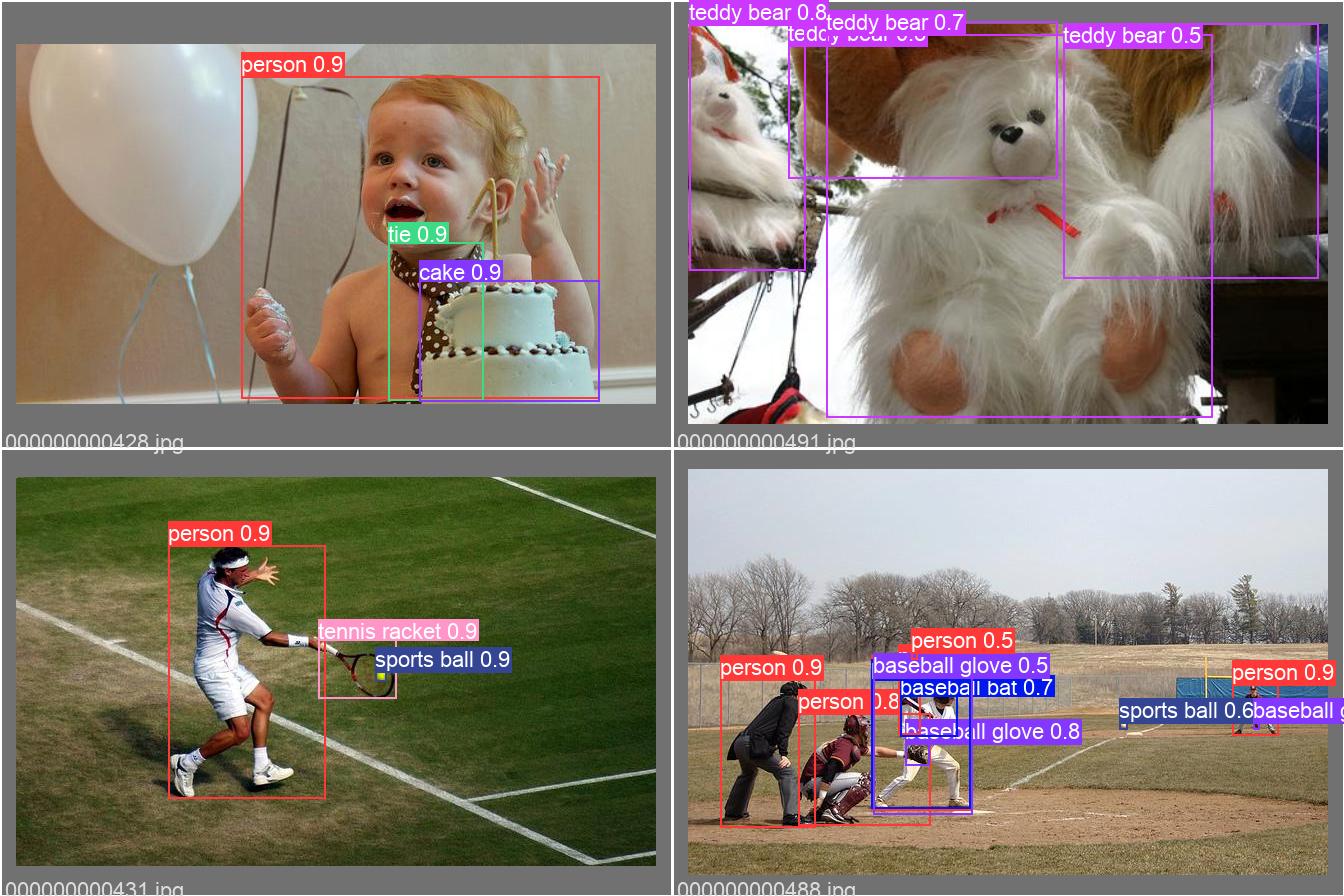 person 0.9
tie 0.9
cake 0.9
000000000428.jpg
teddy bear 0.8
teddy bear 0.7
teddy bear 0.5
000000000491.jpg
person 0.9
tennis racket 0.9
sports ball 0.9
000000000431.jpg
person 0.5
person 0.9
baseball glove 0.5
person 0.9
baseball bat 0.7
person 0.8
sports ball 0.6
baseball g
baseball glove 0.8
000000000488.jpg